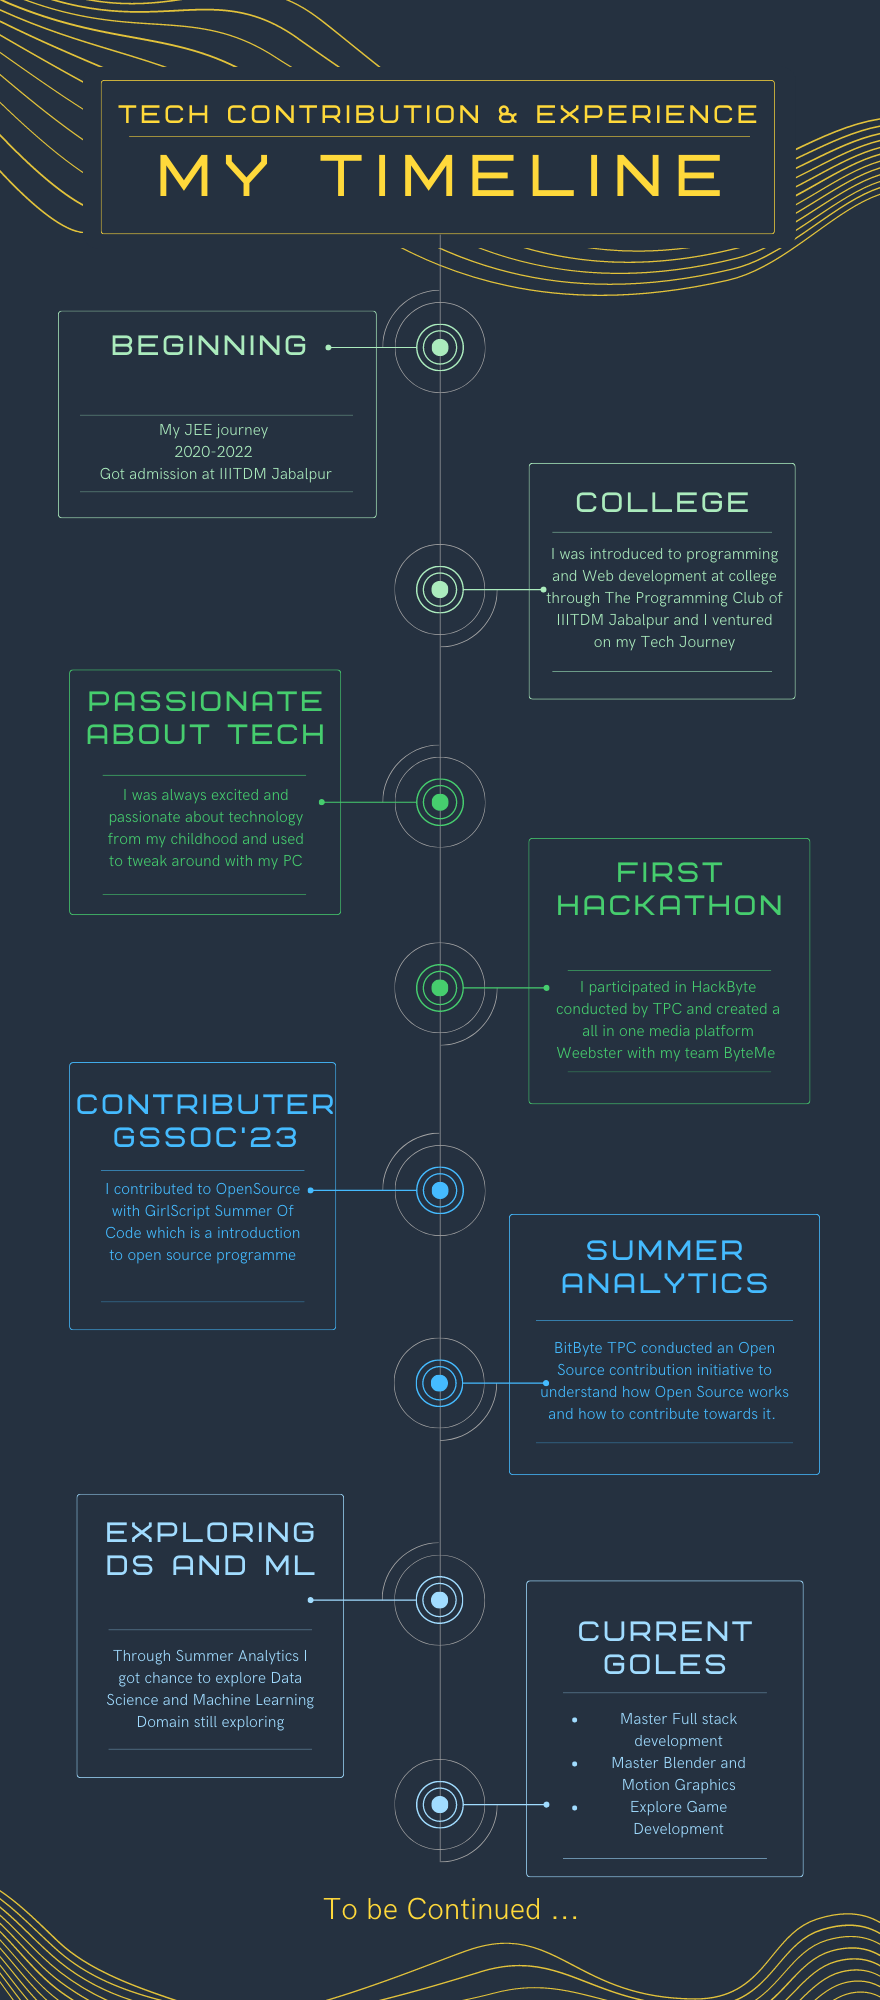 TECH CONTRIBUTION & EXPERIENCE
MY TIMELINE
BEGINNING
My JEE journey
2020-2022
Got admission at IIITDM Jabalpur
COLLEGE
I was introduced to programming
and Web development at college
through The Programming Club of
IIITDM Jabalpur and I ventured
on my Tech Journey
PASSIONATE
ABOUT TECH
I was always excited and
passionate about technology
from my childhood and used
to tweak around with my PC
FIRST
HACKATHON
I participated in HackByte
conducted by TPC and created a
all in one media platform
Weebster with my team ByteMe
CONTRIBUTER
GSSOC'23
I contributed to OpenSource
with GirlScript Summer Of
Code which is a introduction
to open source programme
SUMMER
ANALYTICS
BitByte TPC conducted an Open
Source contribution initiative to
understand how Open Source works
and how to contribute towards it.
EXPLORING
DS AND ML
Through Summer Analytics I
got chance to explore Data
Science and Machine Learning
Domain still exploring
CURRENT
GOLES
• Master Full stack
development
• Master Blender and
Motion Graphics
• Explore Game
Development
To be Continued ...